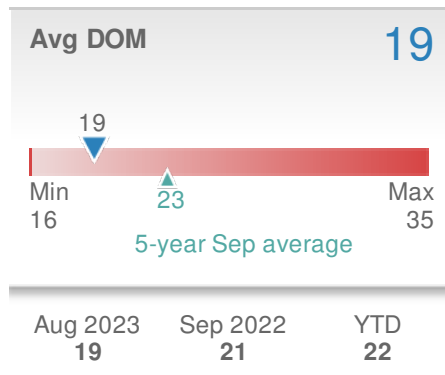 Avg DOM 19
19
23
Min Max
16 35
5-year Sep average
Aug 2023 Sep 2022 YTD
19 21 22